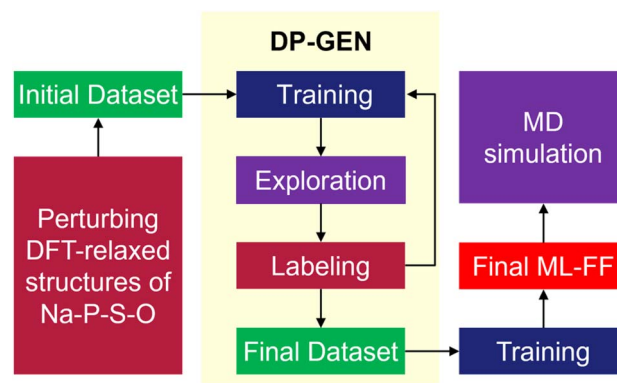 DP-GEN
Initial Dataset
Training
Exploration
Labeling
Final Dataset
Perturbing
DFT-relaxed
structures of
Na-P-S-O
MD
simulation
Final ML-FF
Training